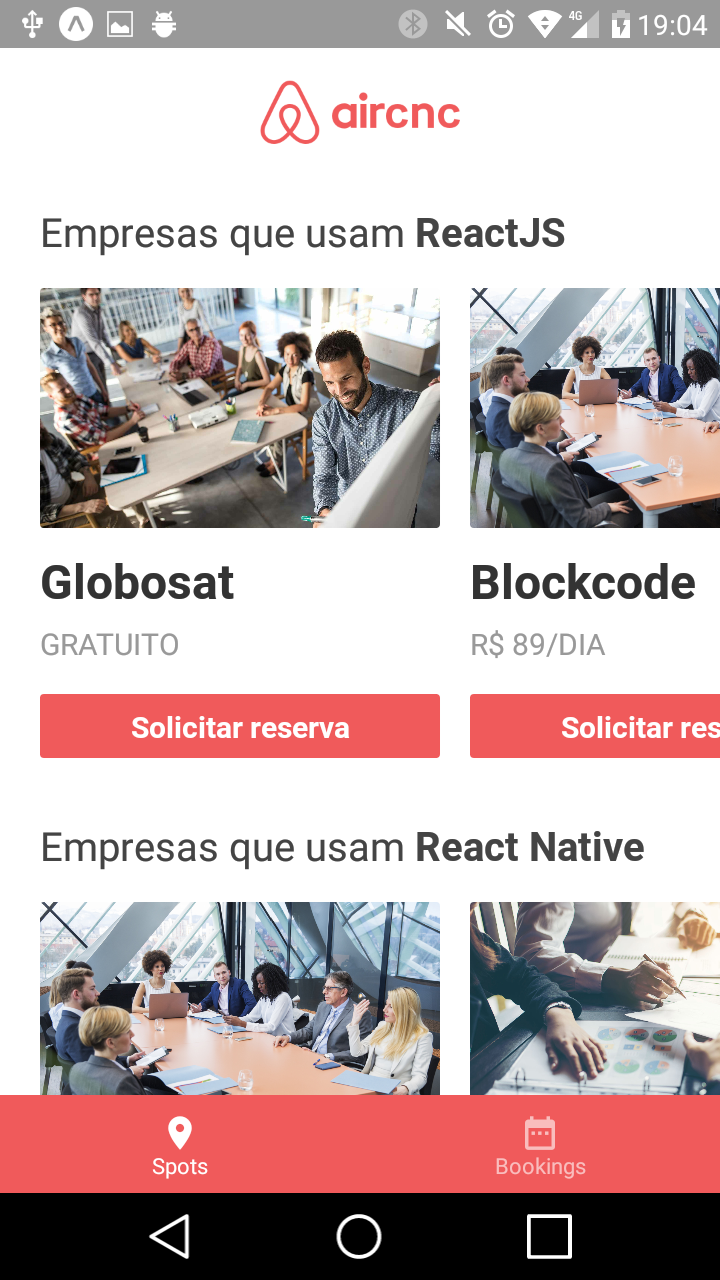 4G 19:04
aircnc
Empresas que usam ReactJS
Globosat
Blockcode
GRATUITO
R$ 89/DIA
Solicitar reserva
Solicitar res
Empresas que usam React Native
Spots
Bookings